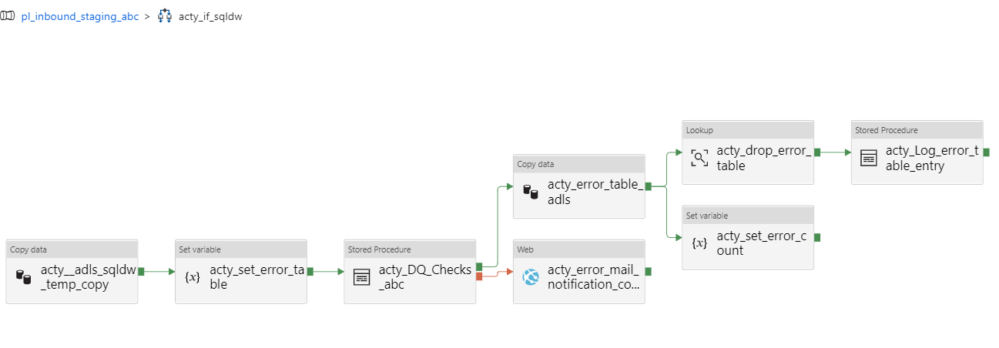 pl_inbound_staging_abc > acty_if_sqldw
Lookup
acty_drop_error_
table
Stored Procedure
acty_Log_error_t
able_entry
Copy data
acty_error_table_
adls
Set variable
acty_set_error_c
ount
Copy data
acty__adls_sqldw
_temp_copy
Set variable
{x}
acty_set_error_ta
ble
Stored Procedure
acty_DQ_Checks
_abc
Web
acty_error_mail_
notification_co...
{x}